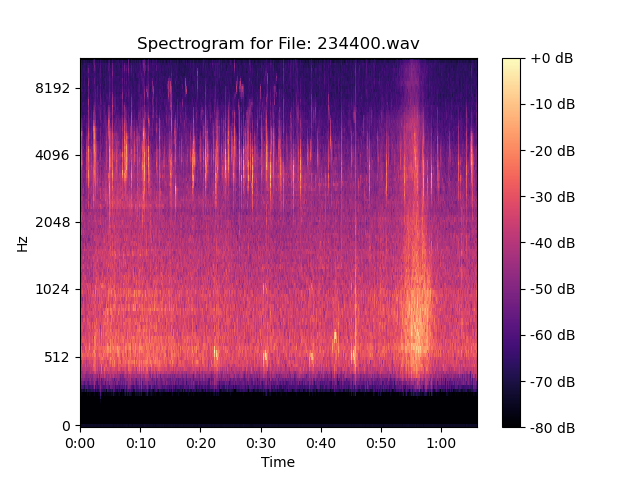 Spectrogram for File: 234400.wav
Hz
8192
4096
2048
1024
512
0
0:00 0:10 0:20 0:30 0:40 0:50 1:00
Time
+0 dB
-10 dB
-20 dB
-30 dB
-40 dB
-50 dB
-60 dB
-70 dB
-80 dB